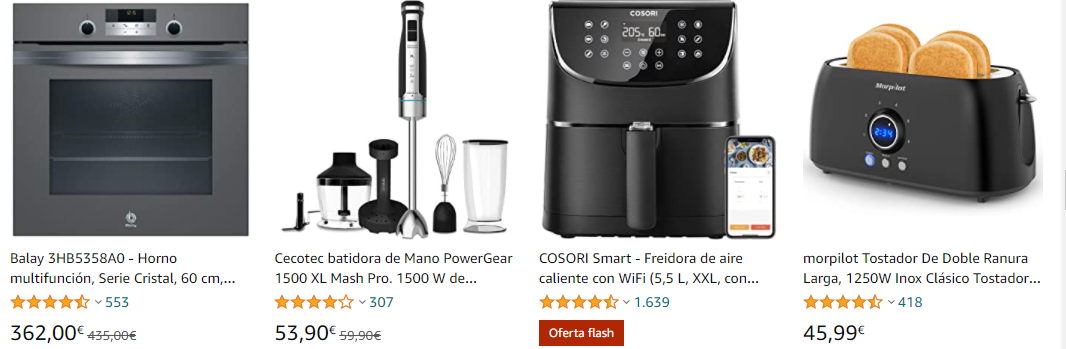 COSORI
205 60
Morpilot
2:34
Balay 3HB5358A0 - Horno
multifunción, Serie Cristal, 60 cm,...
553
362,00€ 435,00€
Cecotec batidora de Mano PowerGear
1500 XL Mash Pro. 1500 W de...
307
53,90€ 59,90€
COSORI Smart - Freidora de aire
caliente con WiFi (5,5 L, XXL, con...
1.639
Oferta flash
morpilot Tostador De Doble Ranura
Larga, 1250W Inox Clásico Tostador...
418
45,99€